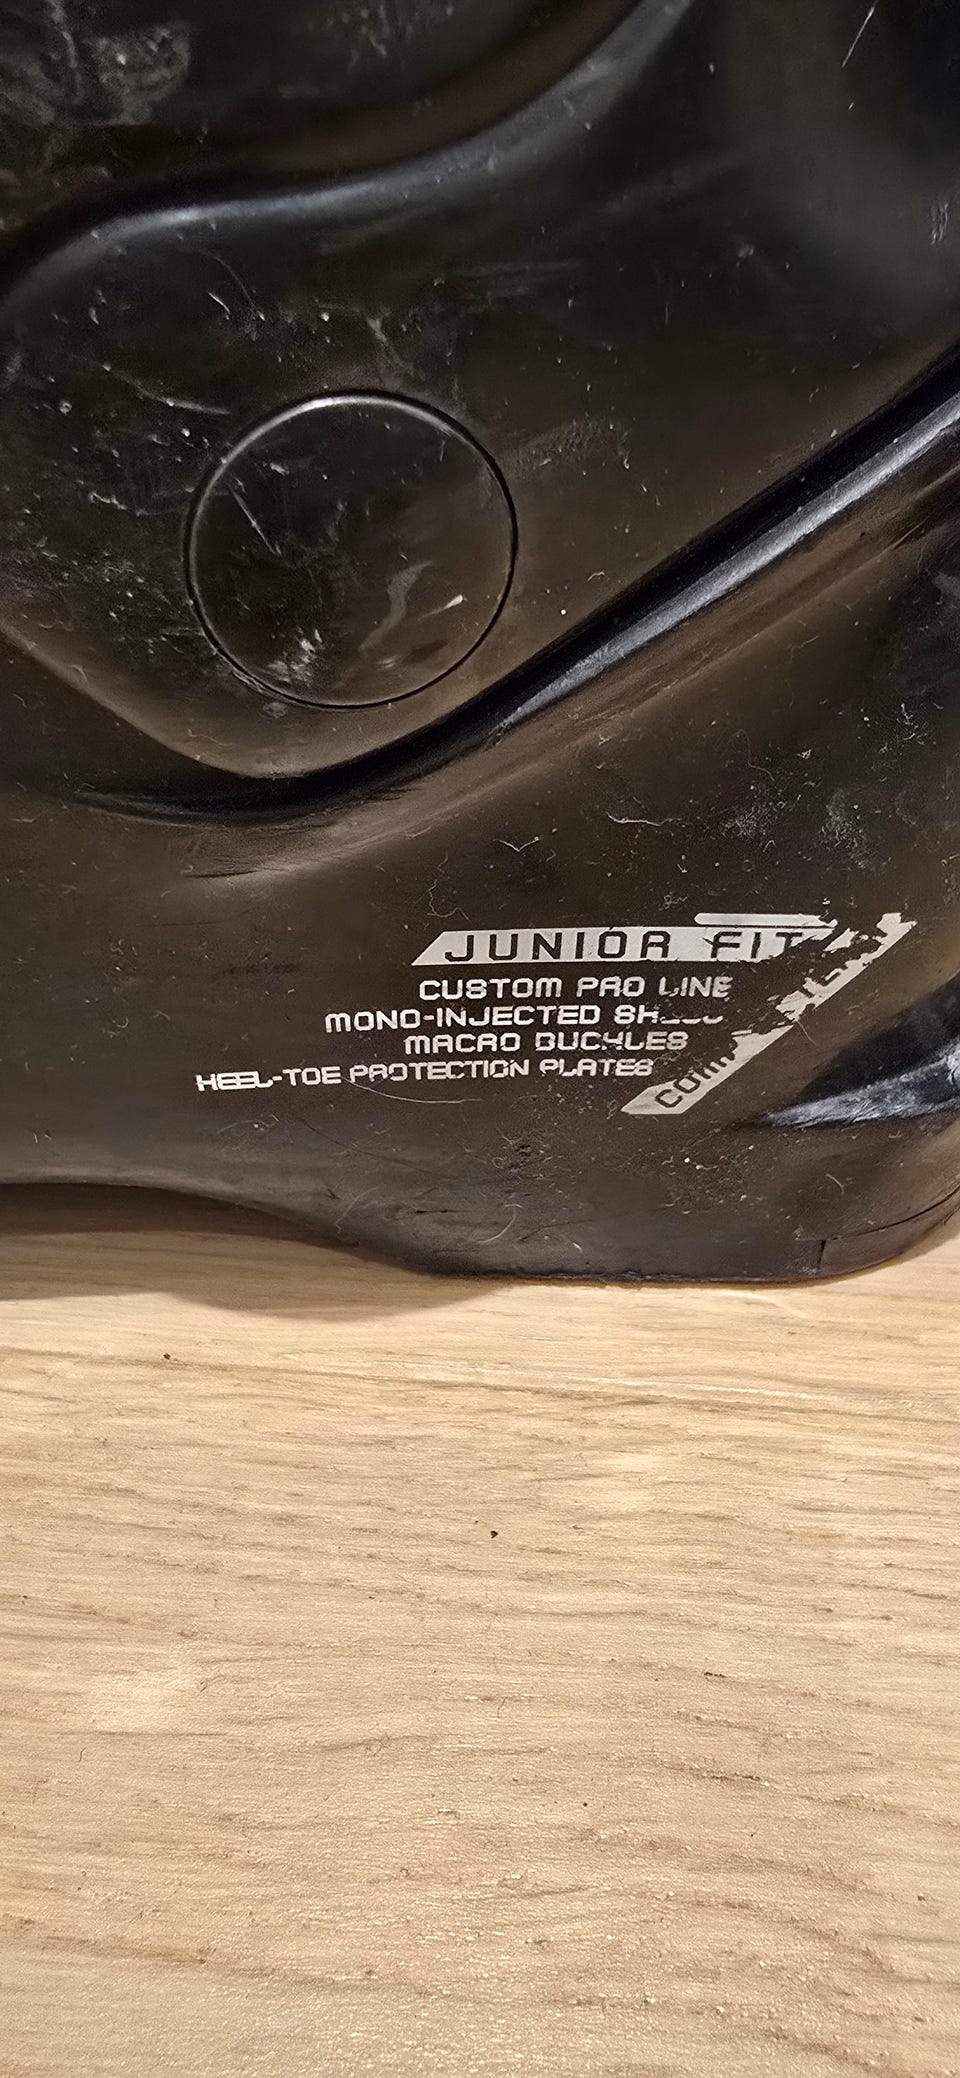 JUNIOR FIT
CUSTOM PRO LINE
MONO-INJECTED
MACRO BUCKLES
HEEL-TOE PROTECTION PLATES